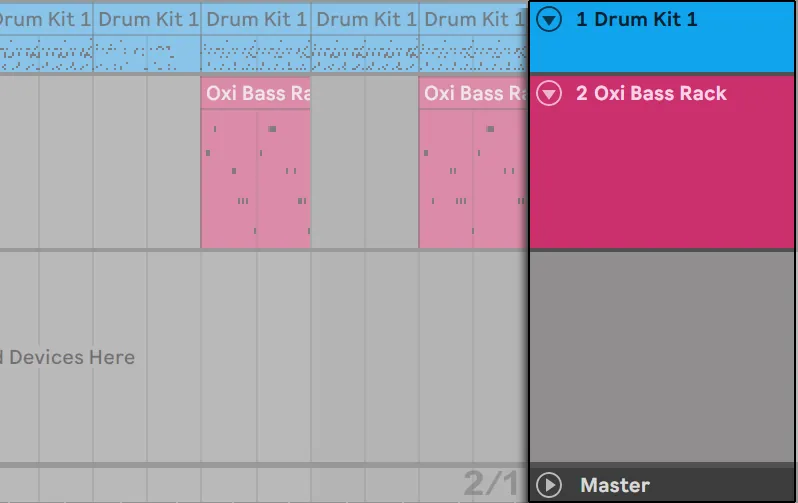 Drum Kit 1 Drum Kit 1 Drum Kit 1 Drum Kit 1 Drum Kit 1 1 Drum Kit 1
Oxi Bass Ra Oxi Bass Ra 2 Oxi Bass Rack
d Devices Here
2/1 Master